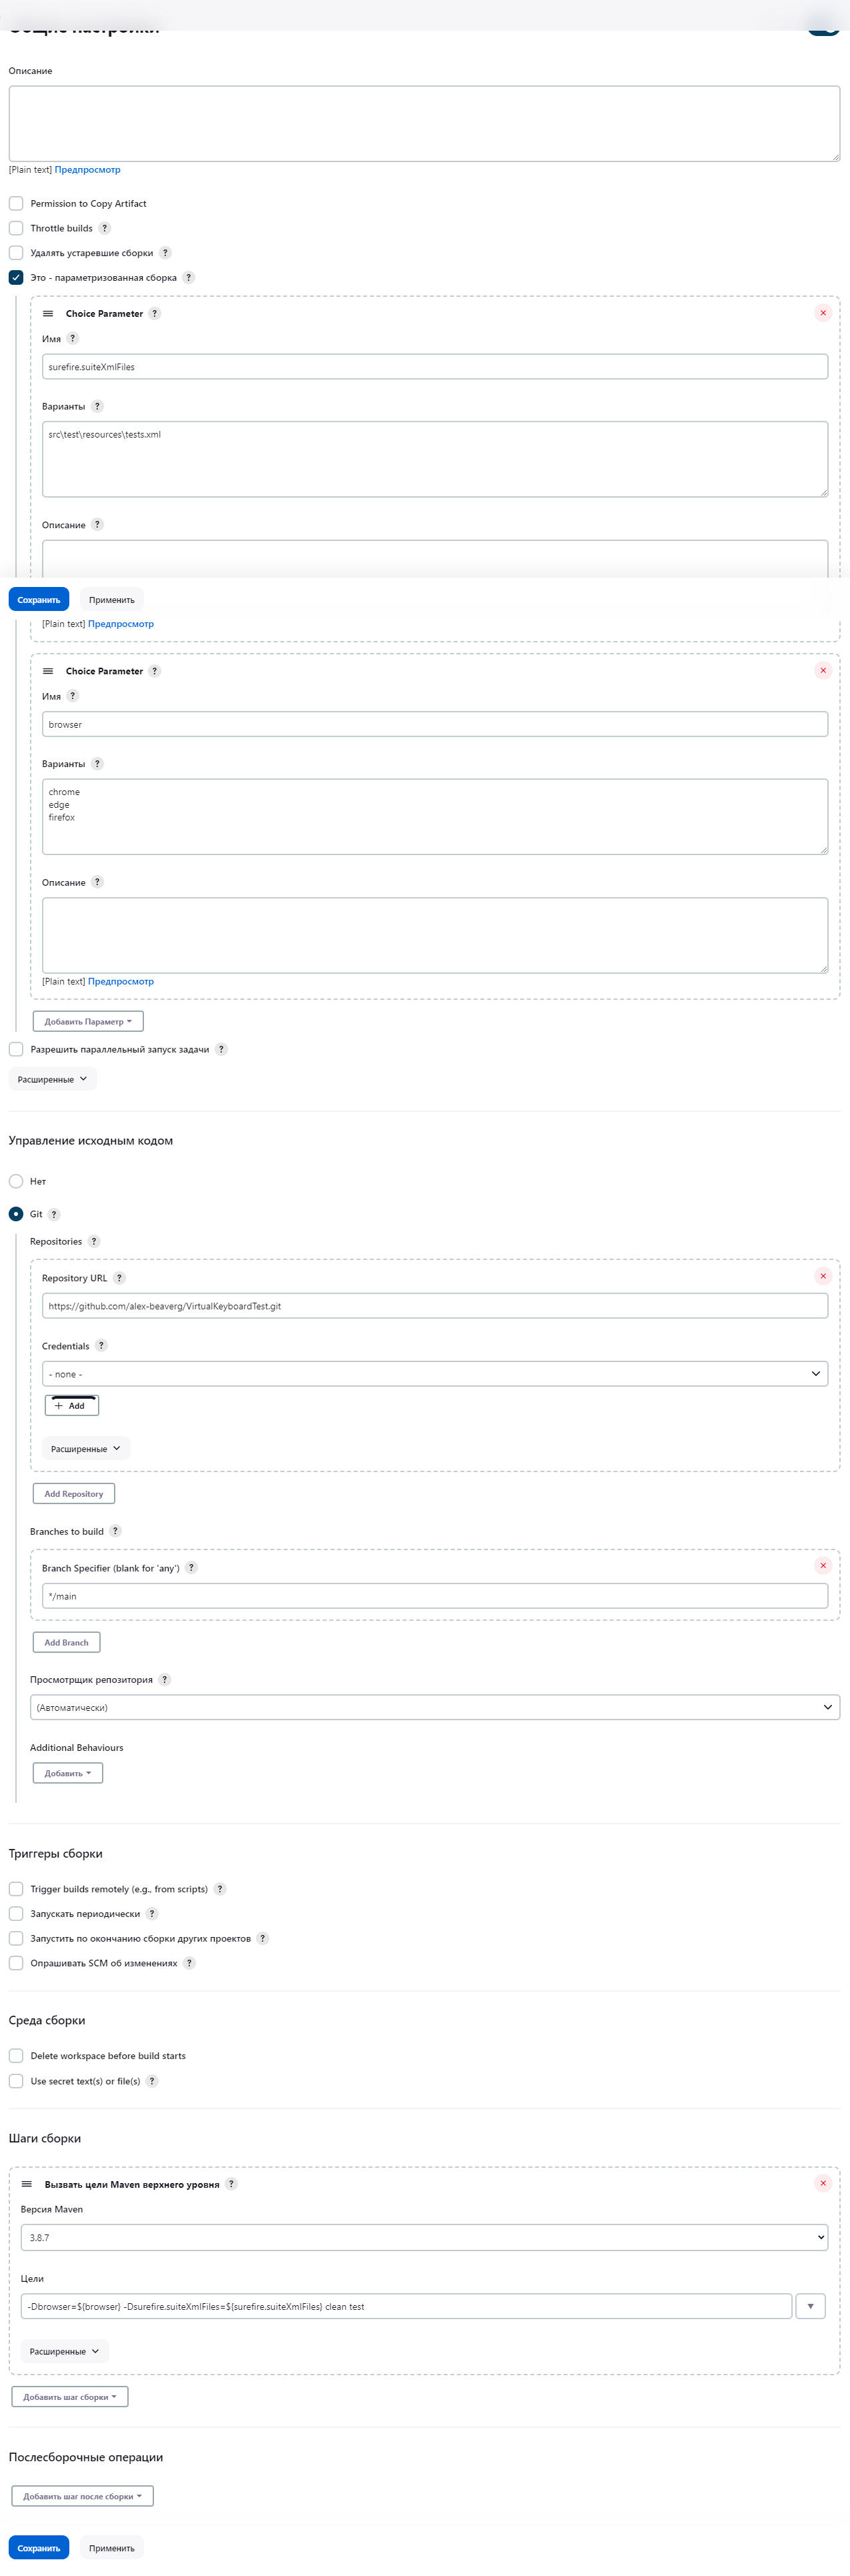 Общие настройки
Описание
[Plain text] Предпросмотр
Permission to Copy Artifact
Throttle builds ?
Удалять устаревшие сборки ?
Это - параметризованная сборка ?
Choice Parameter ?
Имя ?
surefire.suiteXmlFiles
Варианты ?
src\test\resources\tests.xml
Описание ?
Сохранить Применить
[Plain text] Предпросмотр
Choice Parameter ?
Имя ?
browser
Варианты ?
chrome
edge
firefox
Описание ?
[Plain text] Предпросмотр
Добавить Параметр
Разрешить параллельный запуск задачи ?
Расширенные
Управление исходным кодом
Нет
Git ?
Repositories ?
Repository URL ?
https://github.com/alex-beaverg/VirtualKeyboardTest.git
Credentials ?
- none -
+ Add
Расширенные
Add Repository
Branches to build ?
Branch Specifier (blank for 'any') ?
*/main
Add Branch
Просмотрщик репозитория ?
(Автоматически)
Additional Behaviours
Добавить
Триггеры сборки
Trigger builds remotely (e.g., from scripts) ?
Запускать периодически ?
Запустить по окончанию сборки других проектов ?
Опрашивать SCM об изменениях ?
Среда сборки
Delete workspace before build starts
Use secret text(s) or file(s) ?
Шаги сборки
Вызвать цели Maven верхнего уровня ?
Версия Maven
3.8.7
Цели
-Dbrowser=${browser} -Dsurefire.suiteXmlFiles=${surefire.suiteXmlFiles} clean test
Расширенные
Добавить шаг сборки
Послесборочные операции
Добавить шаг после сборки
Сохранить Применить